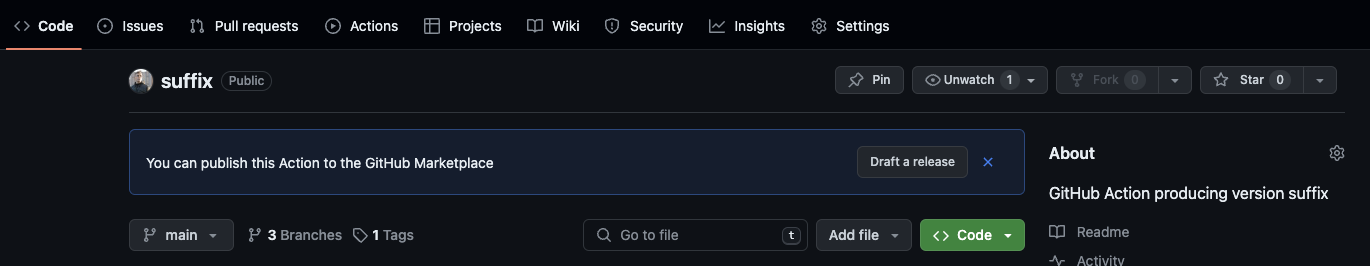 Code Issues Pull requests Actions Projects Wiki Security Insights Settings
suffix Public Pin Unwatch 1 Fork 0 Star 0
You can publish this Action to the GitHub Marketplace Draft a release
About
GitHub Action producing version suffix
main 3 Branches 1 Tags Go to file t Add file Code
Readme
Activity